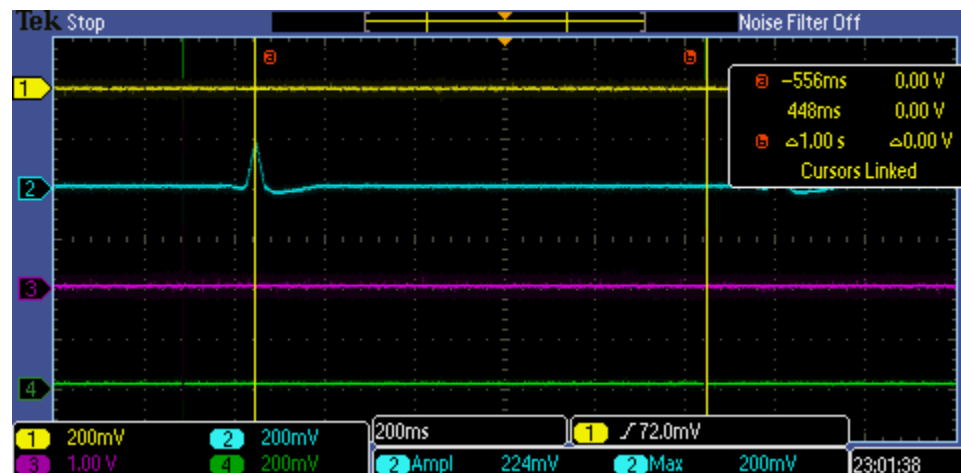 Tek Stop Noise Filter Off
a b
a −556ms 0.00 V
448ms 0.00 V
b △1.00 s △0.00 V
Cursors Linked
1
2
3
4
1 200mV 2 200mV 200ms 1 72.0mV
3 1.00 V 4 200mV 2 Ampl 224mV 2 Max 200mV 23:01:38